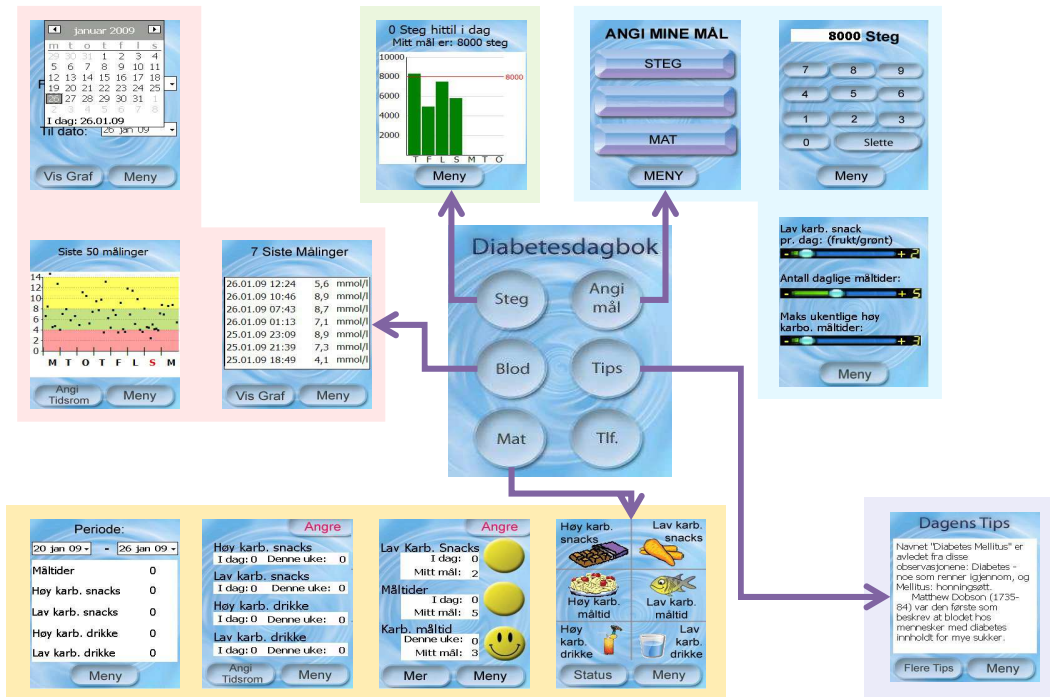 januar 2009
m t o t f l s
29 30 31 1 2 3 4
5 6 7 8 9 10 11
12 13 14 15 16 17 18
19 20 21 22 23 24 25
26 27 28 29 30 31 1
2 3 4 5 6 7 8
I dag: 26.01.09
Til dato: 26 jan 09
Vis Graf Meny
0 Steg hittil i dag
Mitt mål er: 8000 steg
10000
8000 8000
6000
4000
2000
T F L S M T O
Meny
ANGI MINE MÅL
STEG
MAT
MENY
8000 Steg
7 8 9
4 5 6
1 2 3
0 Slette
Meny
Lav karb. snack
pr. dag: (frukt/grønt)
- + 2
Antall daglige måltider:
- + 5
Maks ukentlige høy
karbo. måltider:
- + 3
Meny
Siste 50 målinger
14
12
10
8
6
4
2
0
M T O T F L S M
Angi
Tidsrom
Meny
7 Siste Målinger
26.01.09 12:24 5,6 mmol/l
26.01.09 10:46 8,9 mmol/l
26.01.09 07:43 8,7 mmol/l
26.01.09 01:13 7,1 mmol/l
25.01.09 23:09 8,9 mmol/l
25.01.09 21:39 7,3 mmol/l
25.01.09 18:49 4,1 mmol/l
Vis Graf Meny
Diabetesdagbok
Steg
Angi
mål
Blod
Tips
Mat
Tlf.
Periode:
20 jan 09 - 26 jan 09
Måltider 0
Høy karb. snacks 0
Lav karb. snacks 0
Høy karb. drikke 0
Lav karb. drikke 0
Meny
Angre
Høy karb. snacks
I dag: 0 Denne uke: 0
Lav karb. snacks
I dag: 0 Denne uke: 0
Høy karb. drikke
I dag: 0 Denne uke: 0
Lav karb. drikke
I dag: 0 Denne uke: 0
Angi
Tidsrom
Meny
Angre
Lav Karb. Snacks
I dag: 0
Mitt mål: 2
Måltider
I dag: 0
Mitt mål: 5
Karb. måltid
Denne uke: 0
Mitt mål: 3
Mer Meny
Høy karb.
snacks
Lav karb.
snacks
Høy karb.
måltid
Lav karb.
måltid
Høy
karb.
drikke
Lav
karb.
drikke
Status Meny
Dagens Tips
Navnet "Diabetes Mellitus" er
avledet fra disse
observasjonene: Diabetes -
noe som renner igjennom, og
Mellitus: honningsøtt.
Matthew Dobson (1735-
84) var den første som
beskrev at blodet hos
mennesker med diabetes
innholdt for mye sukker.
Flere Tips Meny